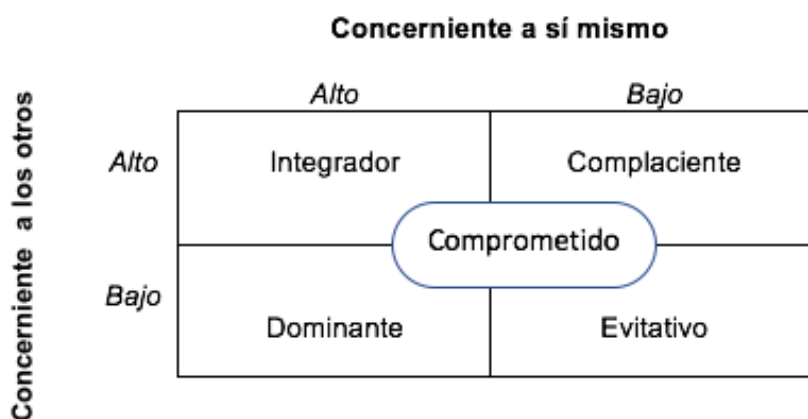 Concerniente a sí mismo
Alto
Bajo
Concerniente a los otros
Alto
Integrador
Complaciente
Comprometido
Bajo
Dominante
Evitativo